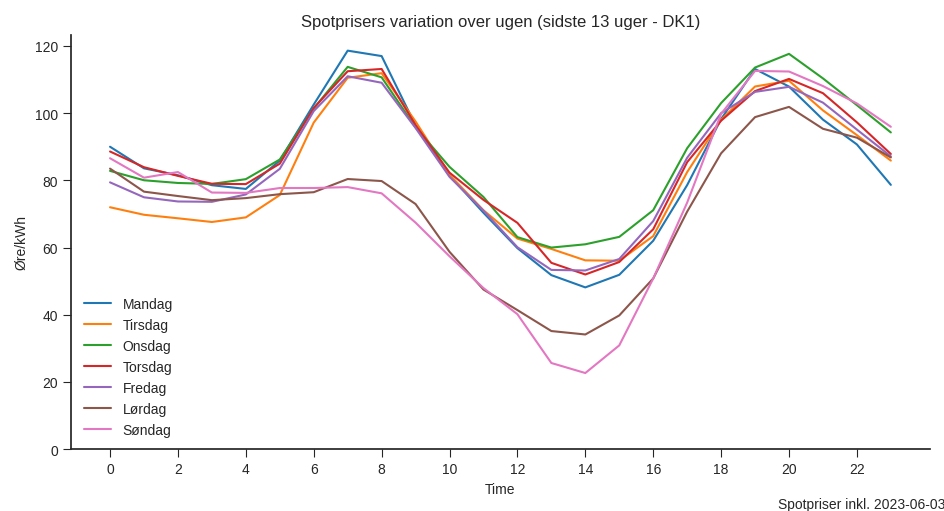 Spotprisers variation over ugen (sidste 13 uger - DK1)
120
100
80
60
40
20
0
Øre/kWh
Mandag
Tirsdag
Onsdag
Torsdag
Fredag
Lørdag
Søndag
0 2 4 6 8 10 12 14 16 18 20 22
Time
Spotpriser inkl. 2023-06-03